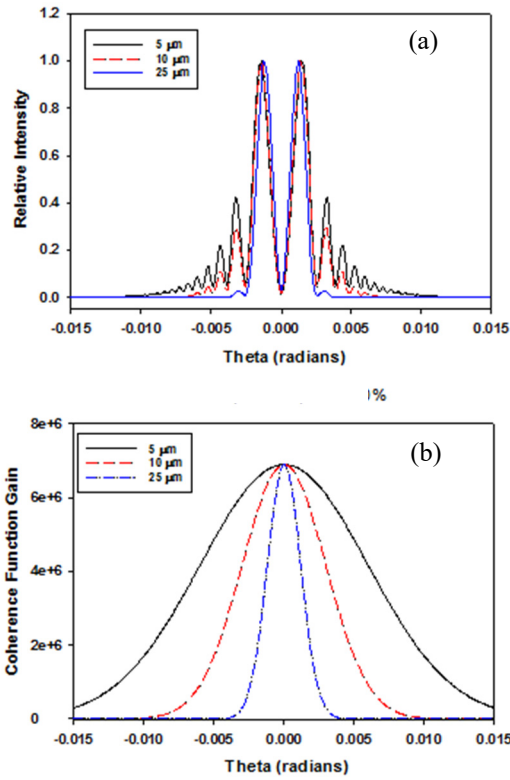 (a)
1.2
1.0
0.8
0.6
0.4
0.2
0.0
Relative Intensity
5 µm
10 µm
25 µm
-0.015 -0.010 -0.005 0.000 0.005 0.010 0.015
Theta (radians)
0%
(b)
8e+6
6e+6
4e+6
2e+6
0
Coherence Function Gain
5 µm
10 µm
25 µm
-0.015 -0.010 -0.005 0.000 0.005 0.010 0.015
Theta (radians)